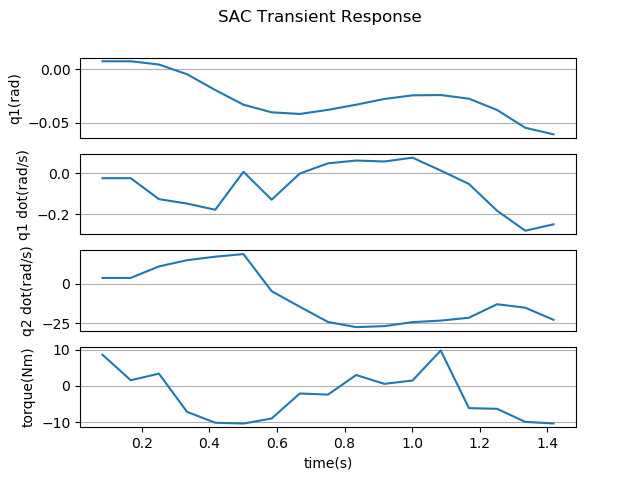 SAC Transient Response
q1(rad)
0.00
−0.05
q1 dot(rad/s)
0.0
−0.2
q2 dot(rad/s)
0
−25
torque(Nm)
10
0
−10
0.2 0.4 0.6 0.8 1.0 1.2 1.4
time(s)